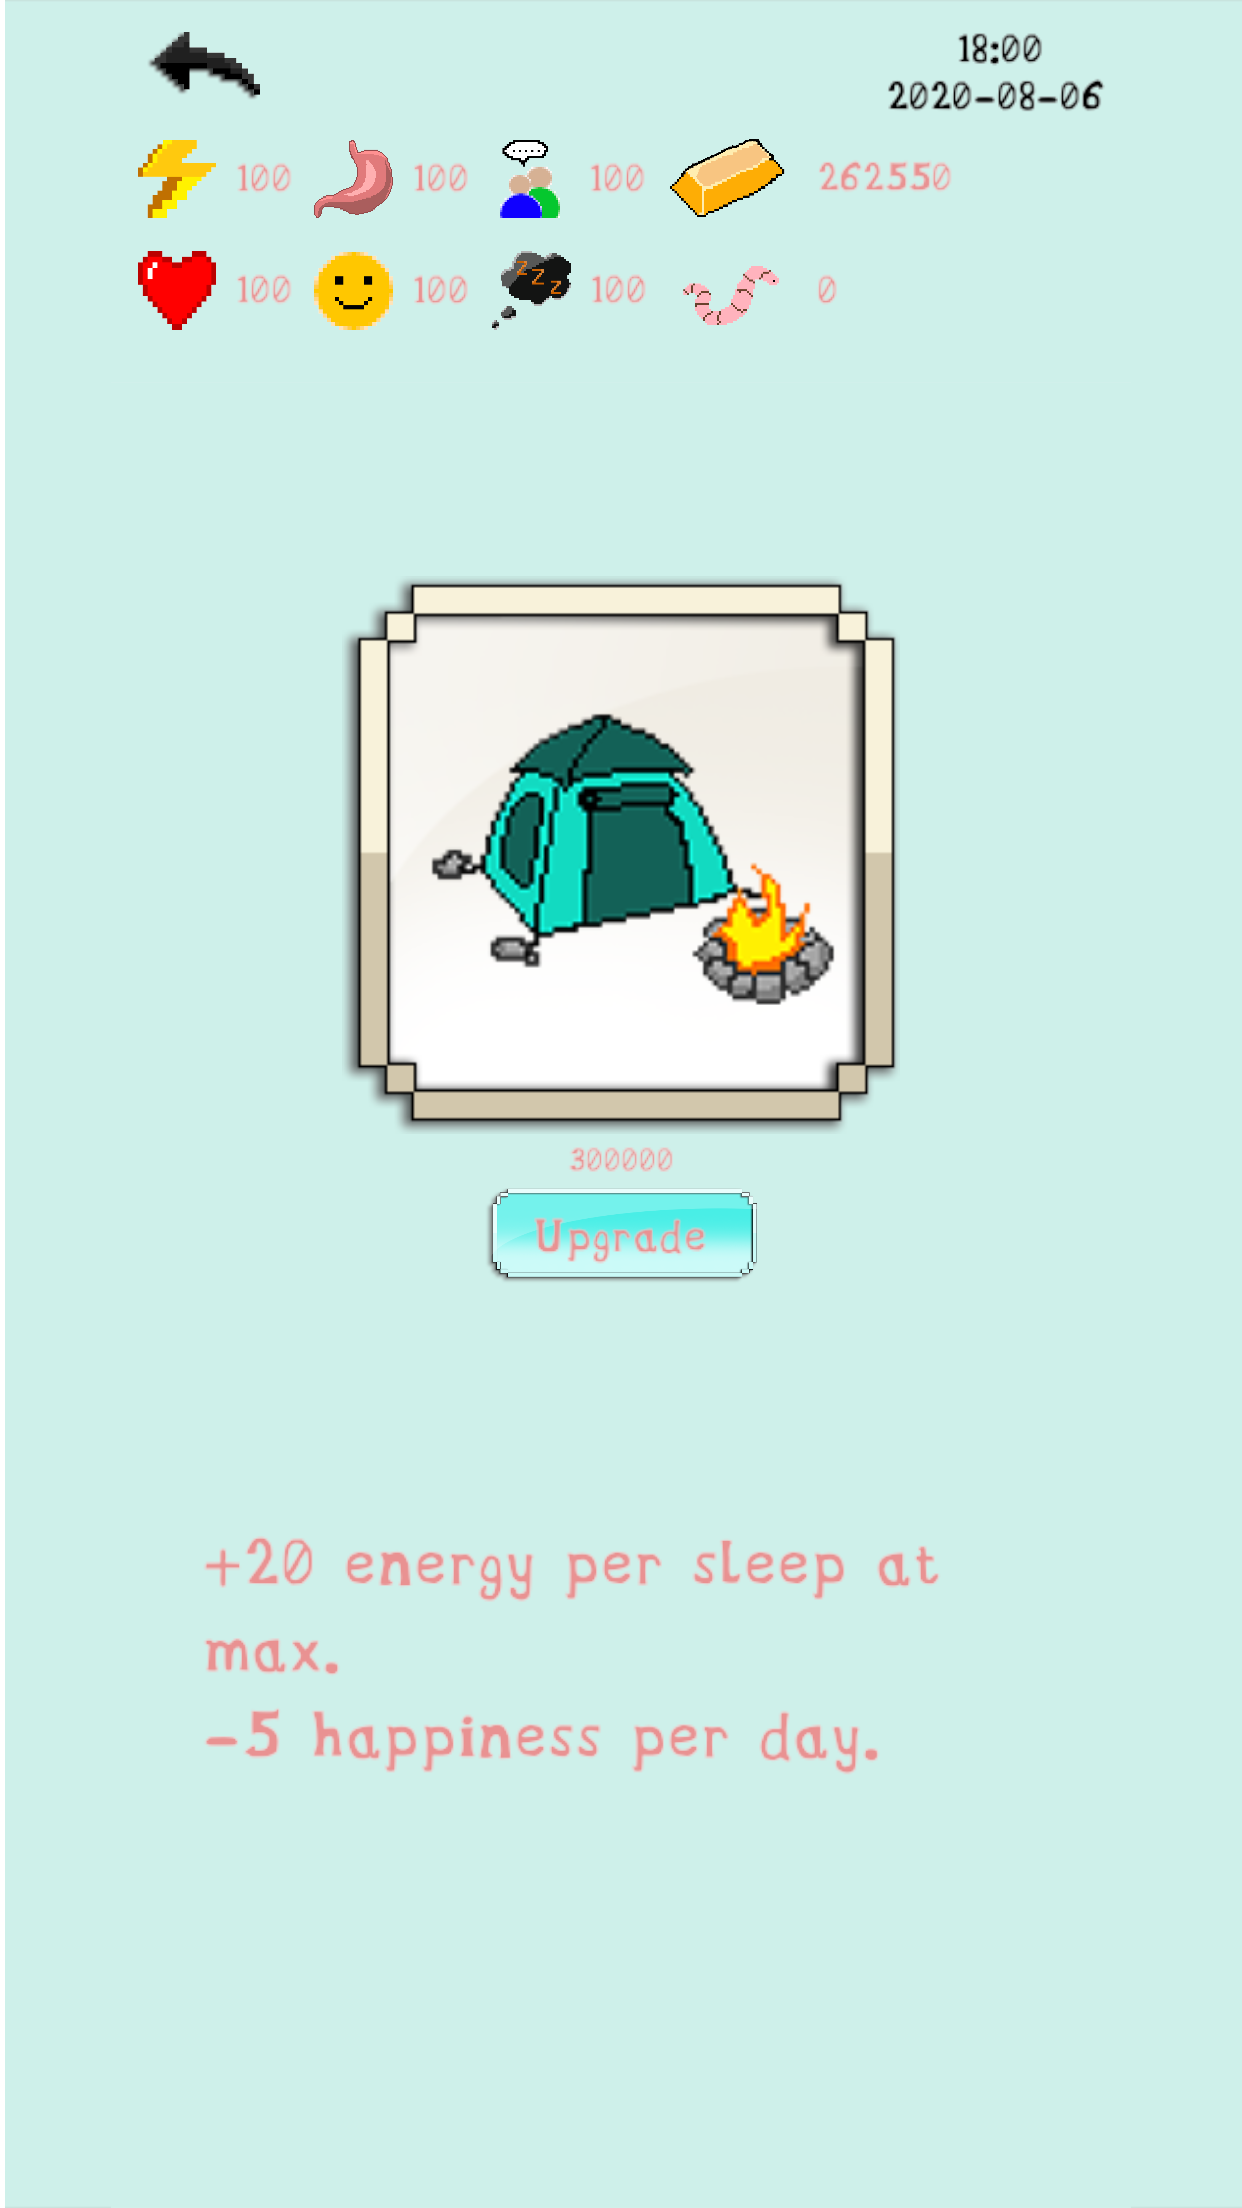 18:00
2020-08-06
100 100 100 262550
zzz
100 100 100 0
300000
Upgrade
+20 energy per sleep at
max.
-5 happiness per day.